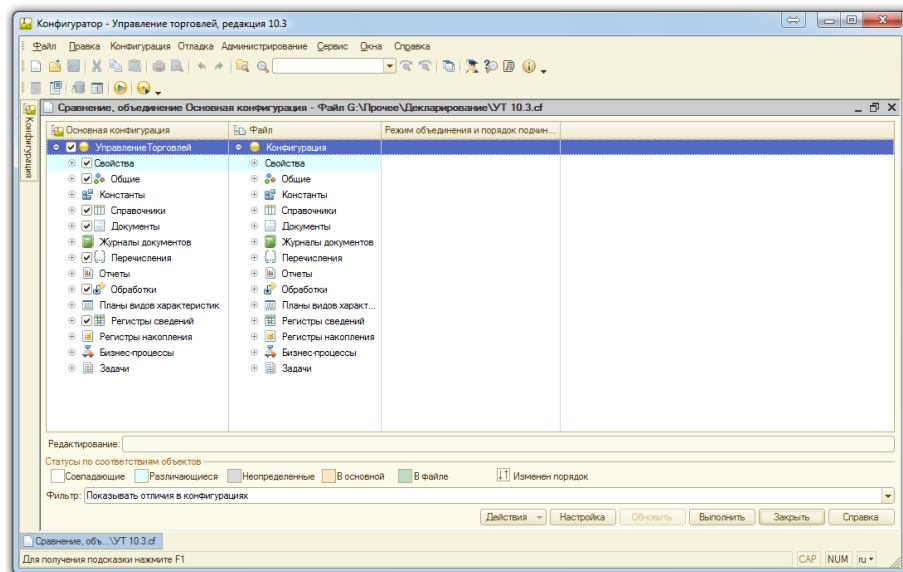 Конфигуратор - Управление торговлей, редакция 10.3
Файл Правка Конфигурация Отладка Администрирование Сервис Окна Справка
Конфигурация
Сравнение, объединение Основная конфигурация - Файл G:\Прочее\Декларирование\УТ 10.3.cf
Основная конфигурация Файл Режим объединения и порядок подчин...
УправлениеТорговлей Конфигурация
Свойства Свойства
Общие Общие
Константы Константы
Справочники Справочники
Документы Документы
Журналы документов Журналы документов
Перечисления Перечисления
Отчеты Отчеты
Обработки Обработки
Планы видов характеристик Планы видов характ...
Регистры сведений Регистры сведений
Регистры накопления Регистры накопления
Бизнес-процессы Бизнес-процессы
Задачи Задачи
Редактирование:
Статусы по соответствиям объектов
Совпадающие Различающиеся Неопределенные В основной В файле Изменен порядок
Фильтр: Показывать отличия в конфигурациях
Действия Настройка Обновить Выполнить Закрыть Справка
Сравнение, объ...\УТ 10.3.cf
Для получения подсказки нажмите F1 CAP NUM ru